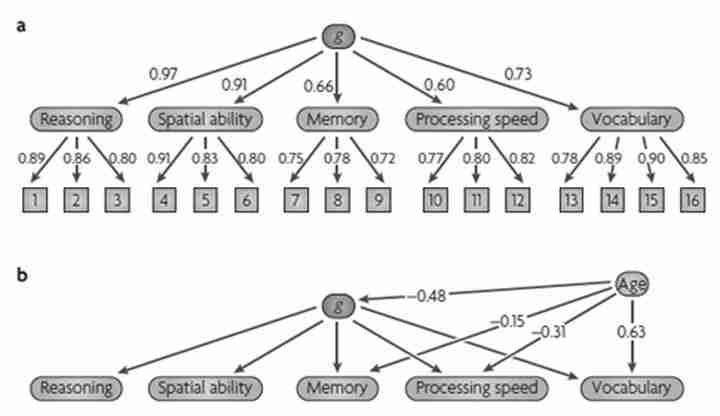 a
g
0.97 0.91 0.66 0.60 0.73
Reasoning Spatial ability Memory Processing speed Vocabulary
0.89 0.86 0.80 0.91 0.83 0.80 0.75 0.78 0.72 0.77 0.80 0.82 0.78 0.89 0.90 0.85
1 2 3 4 5 6 7 8 9 10 11 12 13 14 15 16
b
Age
g
−0.48
−0.15 −0.31 0.63
Reasoning Spatial ability Memory Processing speed Vocabulary